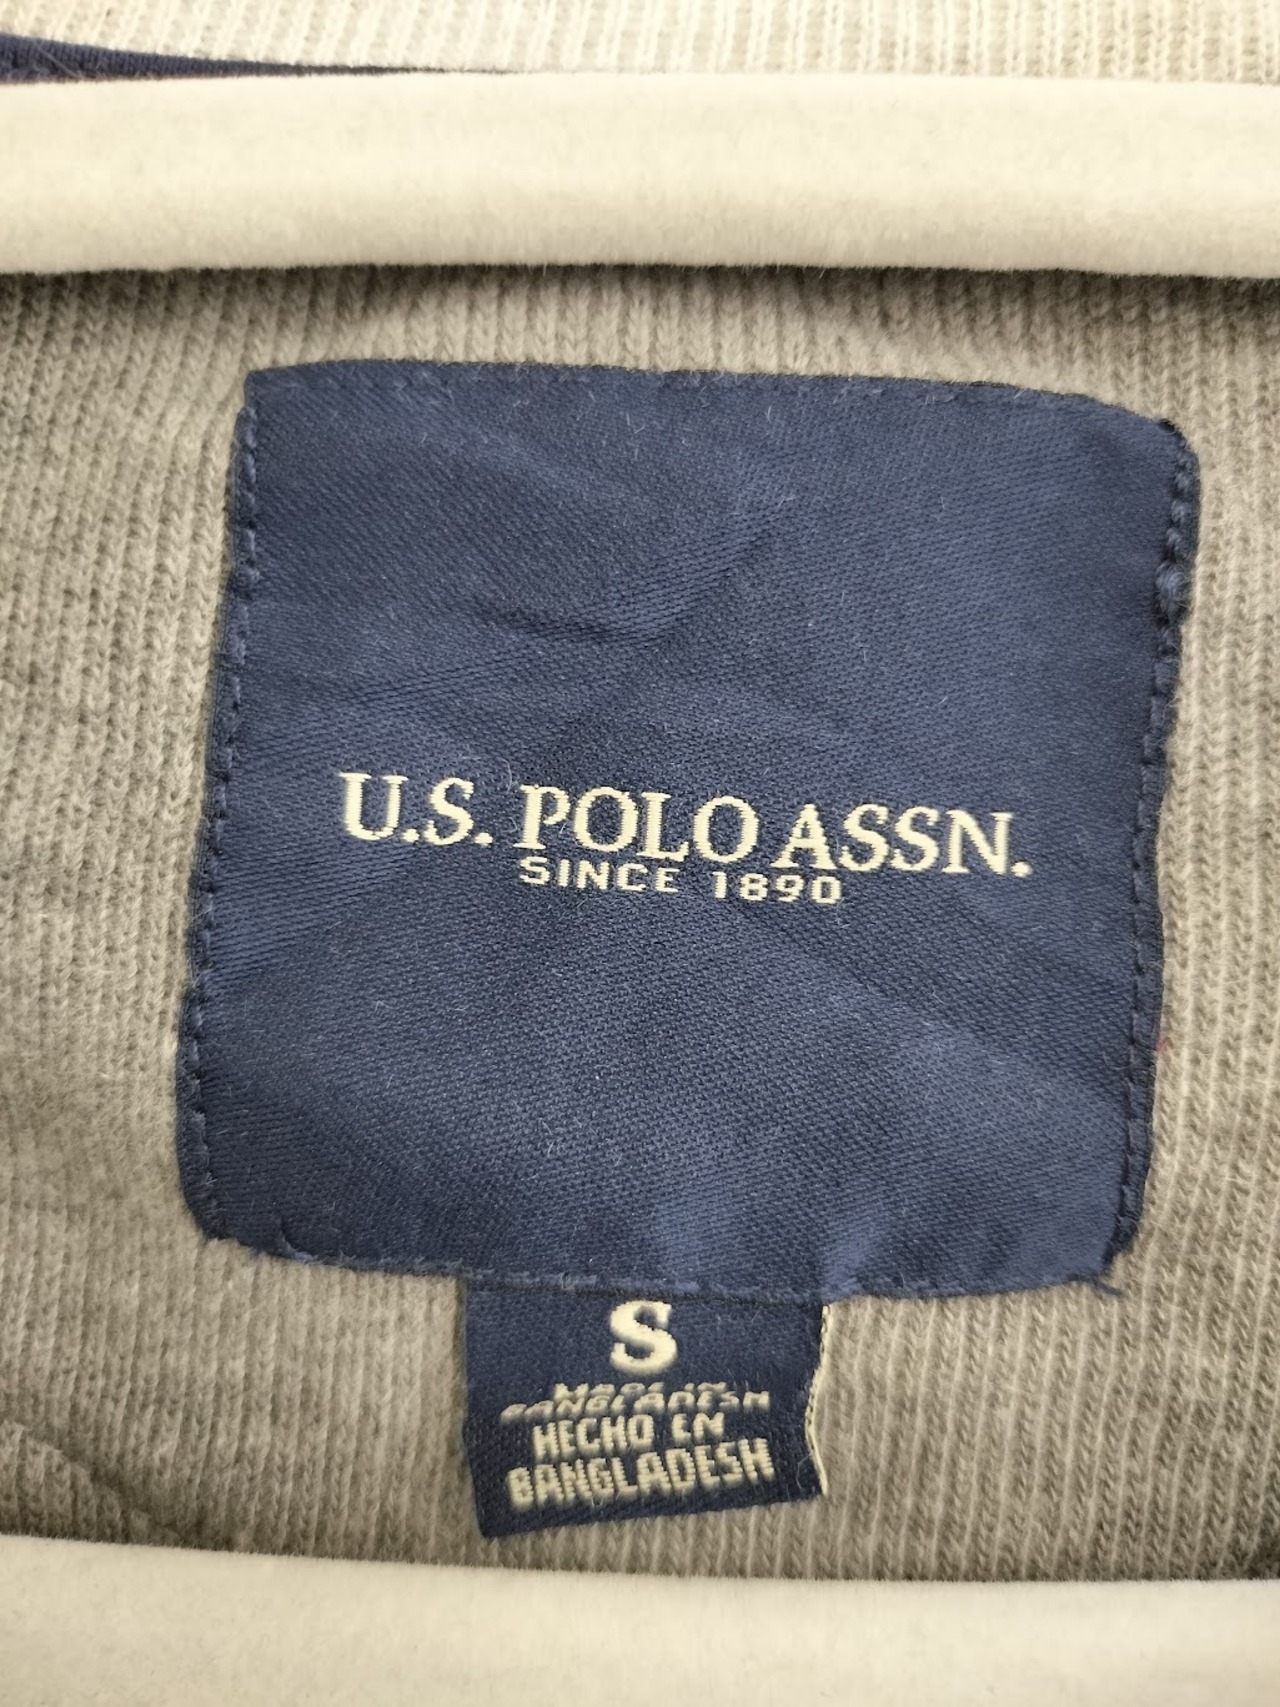 U.S. POLO ASSN.
SINCE 1890
S
MADE IN
BANGLADESH
HECHO EN
BANGLADESH